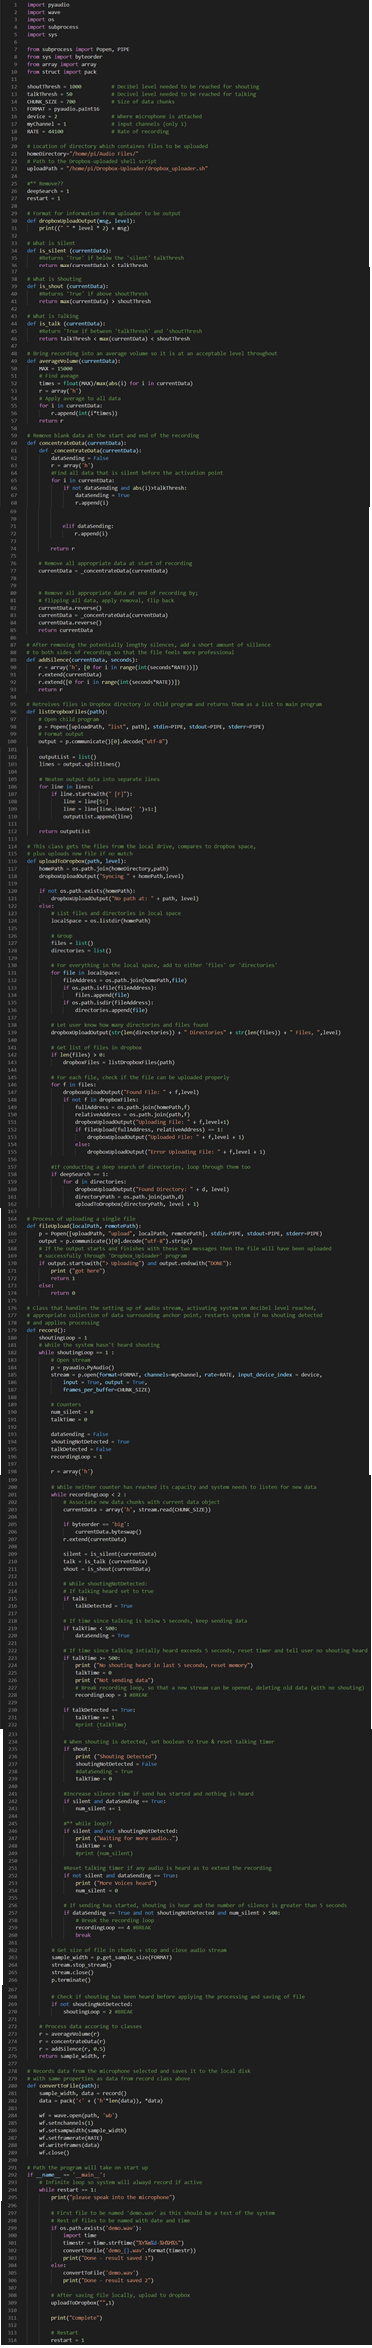 1 import pyaudio
2 import wave
3 import os
4 import subprocess
5 import sys
6
7 from subprocess import Popen, PIPE
8 from sys import byteorder
9 from array import array
10 from struct import pack
11
12 shoutThresh = 1000 # Decibel level needed to be reached for shouting
13 talkThresh = 50 # Decivel level needed to be reached for talking
14 CHUNK_SIZE = 700 # Size of data chunks
15 FORMAT = pyaudio.paInt16
16 device = 2 # Where microphone is attached
17 myChannel = 1 # input channels (only 1)
18 RATE = 44100 # Rate of recording
19
20 # Location of directory which containes files to be uploaded
21 homeDirectory="/home/pi/Audio Files/"
22 # Path to the Dropbox-uploaded shell script
23 uploadPath = "/home/pi/Dropbox-Uploader/dropbox_uploader.sh"
24
25 #** Remove??
26 deepSearch = 1
27 restart = 1
28
29 # Format for information from uploader to be output
30 def dropboxUploadOutput(msg, level):
31 print((" " * level * 2) + msg)
32
33 # What is Silent
34 def is_silent (currentData):
35 #Returns 'True' if below the 'silent' talkThresh
36 return max(currentData) < talkThresh
38 # What is Shouting
39 def is_shout (currentData):
40 #Returns 'True' if above shoutThresh
41 return max(currentData) > shoutThresh
42
43 # What is Talking
44 def is_talk (currentData):
45 #Return 'True if between 'talkThresh' and 'shoutThresh
46 return talkThresh < max(currentData) < shoutThresh
47
48 # Bring recording into an average volume so it is at an acceptable level throughout
49 def averageVolume(currentData):
50 MAX = 15000
51 # Find aveage
52 times = float(MAX)/max(abs(i) for i in currentData)
53 r = array('h')
54 # Apply average to all data
55 for i in currentData:
56 r.append(int(i*times))
57 return r
58
59 # Remove blank data at the start and end of the recording
60 def concentrateData(currentData):
61 def _concentrateData(currentData):
62 dataSending = False
63 r = array('h')
64 #Find all data that is silent before the activation point
65 for i in currentData:
66 if not dataSending and abs(i)>talkThresh:
67 dataSending = True
68 r.append(i)
71 elif dataSending:
72 r.append(i)
74 return r
76 # Remove all appropriate data at start of recording
77 currentData = _concentrateData(currentData)
80 # Remove all appropriate data at end of recording by;
81 # flipping all data, apply removal, flip back
82 currentData.reverse()
83 currentData = _concentrateData(currentData)
84 currentData.reverse()
85 return currentData
86
87 # After removing the potentially lengthy silences, add a short amount of sillence
88 # to both sides of recording so that the file feels more professional
89 def addSilence(currentData, seconds):
90 r = array('h', [0 for i in range(int(seconds*RATE))])
91 r.extend(currentData)
92 r.extend([0 for i in range(int(seconds*RATE))])
93 return r
94
95 # Retreives files in Dropbox directory in child program and returns them as a list to main program
96 def listDropboxFiles(path):
97 # Open child program
98 p = Popen([uploadPath, "list", path], stdin=PIPE, stdout=PIPE, stderr=PIPE)
99 # Format output
100 output = p.communicate()[0].decode("utf-8")
101
102 outputList = list()
103 lines = output.splitlines()
104
105 # Neaten output data into separate lines
106 for line in lines:
107 if line.startswith(" [F]"):
108 line = line[5:]
109 line = line[line.index(' ')+1:]
110 outputList.append(line)
111
112 return outputList
113
114 # This class gets the files from the local drive, compares to dropbox space,
115 # plus uploads new file if no match
116 def uploadToDropbox(path, level):
117 homePath = os.path.join(homeDirectory,path)
118 dropboxUploadOutput("Syncing " + homePath,level)
119
120 if not os.path.exists(homePath):
121 dropboxUploadOutput("No path at: " + path, level)
122 else:
123 # List files and directories in local space
124 localSpace = os.listdir(homePath)
125
126 # Group
127 files = list()
128 directories = list()
129
130 # For everything in the local space, add to either 'files' or 'directories'
131 for file in localSpace:
132 fileAddress = os.path.join(homePath,file)
133 if os.path.isfile(fileAddress):
134 files.append(file)
135 if os.path.isdir(fileAddress):
136 directories.append(file)
137
138 # Let user know how many directories and files found
139 dropboxUploadOutput(str(len(directories)) + " Directories" + str(len(files)) + " Files, ",level)
140
141 # Get list of files in dropbox
142 if len(files) > 0:
143 dropboxFiles = listDropboxFiles(path)
144
145 # For each file, check if the file can be uploaded properly
146 for f in files:
147 dropboxUploadOutput("Found File: " + f,level)
148 if not f in dropboxFiles:
149 fullAddress = os.path.join(homePath,f)
150 relativeAddress = os.path.join(path,f)
151 dropboxUploadOutput("Uploading File: " + f,level+1)
152 if fileUpload(fullAddress, relativeAddress) == 1:
153 dropboxUploadOutput("Uploaded File: " + f,level + 1)
154 else:
155 dropboxUploadOutput("Error Uploading File: " + f,level + 1)
156
157 #If conducting a deep search of directories, loop through them too
158 if deepSearch == 1:
159 for d in directories:
160 dropboxUploadOutput("Found Directory: " + d, level)
161 directoryPath = os.path.join(path,d)
162 uploadToDropbox(directoryPath, level + 1)
163
164 # Process of uploading a single file
165 def fileUpload(localPath, remotePath):
166 p = Popen([uploadPath, "upload", localPath, remotePath], stdin=PIPE, stdout=PIPE, stderr=PIPE)
167 output = p.communicate()[0].decode("utf-8").strip()
168 # If the output starts and finishes with these two messages then the file will have been uploaded
169 # successfully through 'Dropbox_Uploader' program
170 if output.startswith("> Uploading") and output.endswith("DONE"):
171 print ("got here")
172 return 1
173 else:
174 return 0
176 # Class that handles the setting up of audio stream, activating system no decibel level reached,
177 # appropriate collection of data surrounding anchor point, restarts system if no shouting detected
178 # and applies processing
179 def record():
180 shoutingLoop = 1
181 # While the system hasn't heard shouting
182 while shoutingLoop == 1 :
183 # Open stream
184 p = pyaudio.PyAudio()
185 stream = p.open(format=FORMAT, channels=myChannel, rate=RATE, input_device_index = device,
186 input = True, output = True,
187 frames_per_buffer=CHUNK_SIZE)
188
189 # Counters
190 num_silent = 0
191 talkTime = 0
192
193 dataSending = False
194 shoutingNotDetected = True
195 talkDetected = False
196 recordingLoop = 1
197
198 r = array('h')
199
200 # While neither counter has reached its capacity and system needs to listen for new data
201 while recordingLoop < 2 :
202 # Associate new data chunks with current data object
203 currentData = array('h', stream.read(CHUNK_SIZE))
204
205 if byteorder == 'big':
206 currentData.byteswap()
207 r.extend(currentData)
208
209 silent = is_silent(currentData)
210 talk = is_talk (currentData)
211 shout = is_shout(currentData)
212
213 # While shoutingNotDetected:
214 # If talking heard set to true
215 if talk:
216 talkDetected = True
217
218 # If time since talking is below 5 seconds, keep sending data
219 if talkTime < 500:
220 dataSending = True
221
222 # If time since talking intially heard exceeds 5 seconds, reset timer and tell user no shouting heard
223 if talkTime >= 500:
224 print ("No shouting heard in last 5 seconds, reset memory")
225 talkTime = 0
226 print ("Not sending data")
227 # Break recording loop, so that a new stream can be opened, deleting old data (with no shouting)
228 recordingLoop = 3 #BREAK
229
230 if talkDetected == True:
231 talkTime += 1
232 #print (talkTime)
233
234 # When shouting is detected, set boolean to true & reset talking timer
235 if shout:
236 print ("Shouting Detected")
237 shoutingNotDetected = False
238 #dataSending = True
239 talkTime = 0
240
241 #Increase silence time if send has started and nothing is heard
242 if silent and dataSending == True:
243 num_silent += 1
244
245 #** while loop??
246 if silent and not shoutingNotDetected:
247 print ("Waiting for more audio..")
248 talkTime = 0
249 #print (num_silent)
250
251 #Reset talking timer if any audio is heard as to extend the recording
252 if not silent and dataSending == True:
253 print ("More Voices heard")
254 num_silent = 0
255
256 # If sending has started, shouting is hear and the number of silence is greater than 5 seconds
257 if dataSending == True and not shoutingNotDetected and num_silent > 500:
258 # Break the recording loop
259 recordingLoop == 4 #BREAK
260 break
261
262 # Get size of file in chunks + stop and close audio stream
263 sample_width = p.get_sample_size(FORMAT)
264 stream.stop_stream()
265 stream.close()
266 p.terminate()
267
268 # Check if shouting has been heard before applying the processing and saving of file
269 if not shoutingNotDetected:
270 shoutingLoop = 2 #BREAK
272 # Process data accoring to classes
273 r = averageVolume(r)
274 r = concentrateData(r)
275 r = addSilence(r, 0.5)
276 return sample_width, r
277
278 # Records data from the microphone selected and saves it to the local disk
279 # with same properties as data from record class above
280 def convertToFile(path):
281 sample_width, data = record()
282 data = pack('<' + ('h'*len(data)), *data)
283
284 wf = wave.open(path, 'wb')
285 wf.setnchannels(1)
286 wf.setsampwidth(sample_width)
287 wf.setframerate(RATE)
288 wf.writeframes(data)
289 wf.close()
290
291 # Path the program will take on start up
292 if __name__ == '__main__':
293 # Infinite loop so system will alwayd record if active
294 while restart == 1:
295 print("please speak into the microphone")
296
297 # First file to be named 'demo.wav' as this should be a test of the system
298 # Rest of files to be named with date and time
299 if os.path.exists('demo.wav'):
300 import time
301 timestr = time.strftime("%Y%m%d-%H%M%S")
302 convertToFile('demo_{}.wav'.format(timestr))
303 print("Done - result saved 1")
304 else:
305 convertToFile('demo.wav')
306 print("Done - result saved 2")
307
308 # After saving file locally, upload to dropbox
309 uploadToDropbox("",1)
310
311 print("Complete")
312
313 # Restart
314 restart = 1